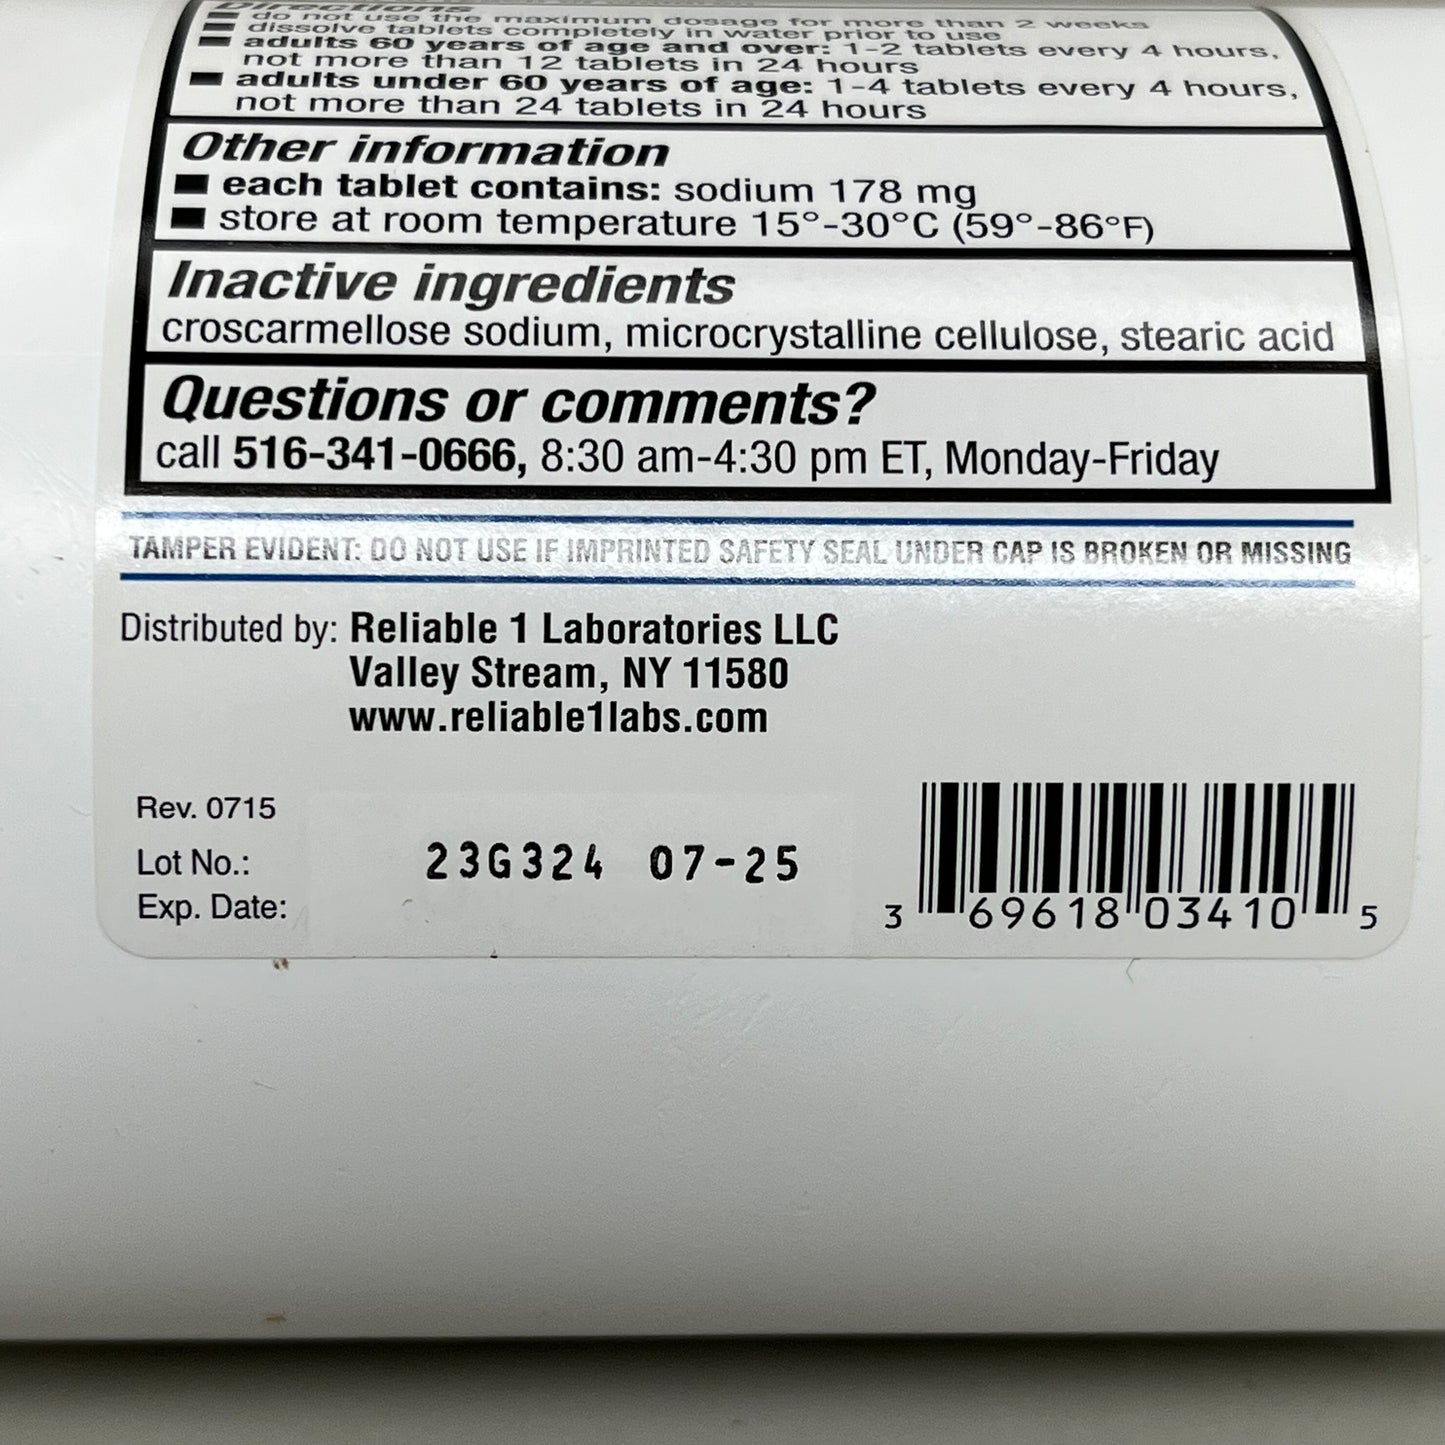 Directions
do not use the maximum dosage for more than 2 weeks
dissolve tablets completely in water prior to use
adults 60 years of age and over: 1-2 tablets every 4 hours,
not more than 12 tablets in 24 hours
adults under 60 years of age: 1-4 tablets every 4 hours,
not more than 24 tablets in 24 hours
Other information
each tablet contains: sodium 178 mg
store at room temperature 15°-30°C (59°-86°F)
Inactive ingredients
croscarmellose sodium, microcrystalline cellulose, stearic acid
Questions or comments?
call 516-341-0666, 8:30 am-4:30 pm ET, Monday-Friday
TAMPER EVIDENT: DO NOT USE IF IMPRINTED SAFETY SEAL UNDER CAP IS BROKEN OR MISSING
Distributed by: Reliable 1 Laboratories LLC
Valley Stream, NY 11580
www.reliable1labs.com
Rev. 0715
Lot No.: 23G324 07-25
Exp. Date:
3 69618 03410 5